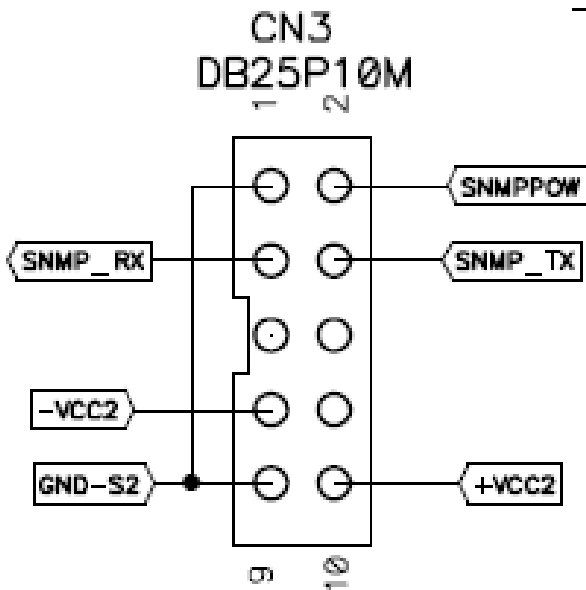 CN3
DB25P10M
1 2
SNMPPOW
SNMP_RX SNMP_TX
-VCC2
GND-S2 +VCC2
9 10